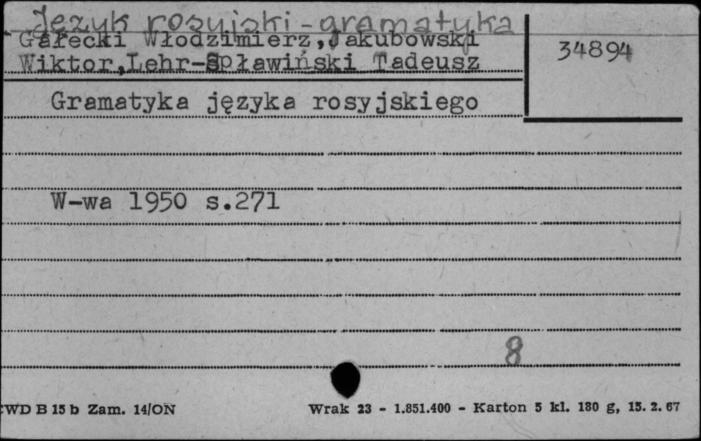 Język rosyjski - gramatyka
Gałecki Włodzimierz,Jakubowski
Wiktor,Lehr-Spławiński Tadeusz
34894
Gramatyka języka rosyjskiego
W-wa 1950 s.271
8
CWD B 15 b Zam. 14/ON
Wrak 23 - 1.851.400 - Karton 5 kl. 180 g, 15. 2. 67